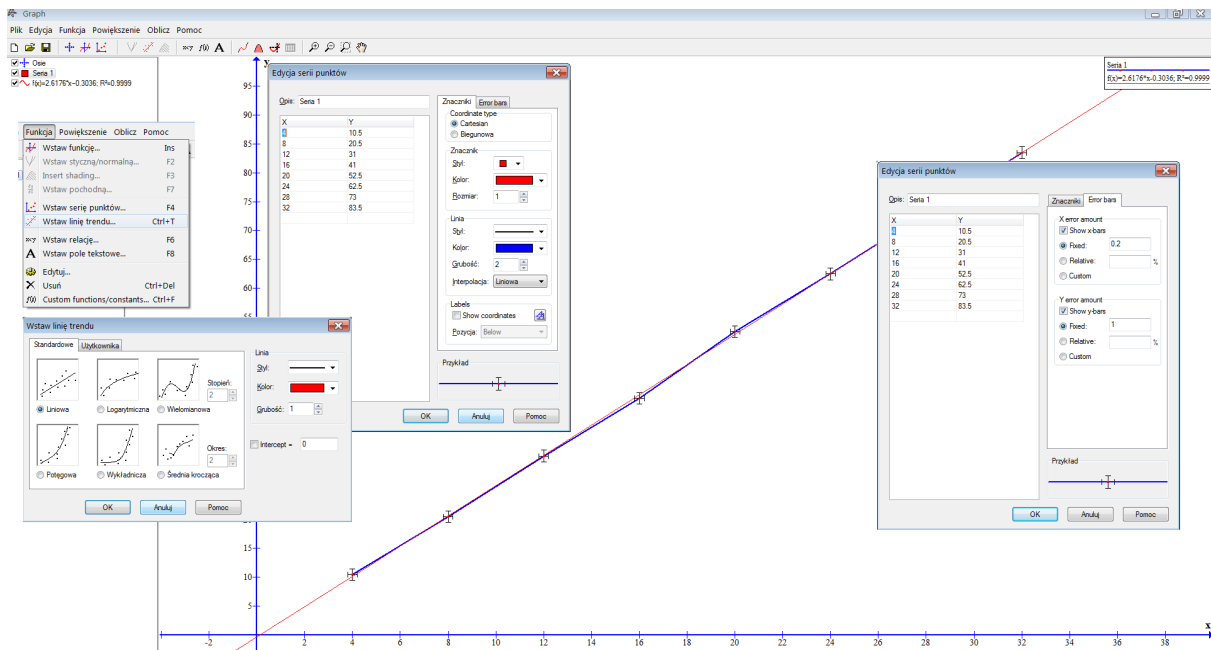 Graph
Plik Edycja Funkcja Powiększenie Oblicz Pomoc
Osie
Seria 1
f(x)=2.6176*x-0.3036; R²=0.9999
Funkcja Powiększenie Oblicz Pomoc
Wstaw funkcję... Ins
Wstaw styczną/normalną... F2
Insert shading... F3
Wstaw pochodną... F7
Wstaw serię punktów... F4
Wstaw linię trendu... Ctrl+T
Wstaw relację... F6
Wstaw pole tekstowe... F8
Edytuj...
Usuń Ctrl+Del
Custom functions/constants... Ctrl+F
Wstaw linię trendu
Standardowe Użytkownika
Liniowa Logarytmiczna Wielomianowa
Stopień:
2
Potęgowa Wykładnicza Średnia krocząca
Okres:
2
Linia
Styl:
Kolor:
Grubość: 1
Intercept = 0
OK Anuluj Pomoc
Edycja serii punktów
Opis: Seria 1
X Y
4 10.5
8 20.5
12 31
16 41
20 52.5
24 62.5
28 73
32 83.5
Znaczniki Error bars
Coordinate type
Cartesian
Biegunowa
Znacznik
Styl:
Kolor:
Rozmiar: 1
Linia
Styl:
Kolor:
Grubość: 2
Interpolacja: Liniowa
Labels
Show coordinates
Pozycja: Below
Przykład
OK Anuluj Pomoc
Seria 1
f(x)=2.6176*x-0.3036; R²=0.9999
Edycja serii punktów
Opis: Seria 1
X Y
4 10.5
8 20.5
12 31
16 41
20 52.5
24 62.5
28 73
32 83.5
Znaczniki Error bars
X error amount
Show x-bars
Fixed: 0.2
Relative: %
Custom
Y error amount
Show y-bars
Fixed: 1
Relative: %
Custom
Przykład
OK Anuluj Pomoc
y
95
90
85
80
75
70
65
60
15
10
5
x
-2 2 4 6 8 10 12 14 16 18 20 22 24 26 28 30 32 34 36 38